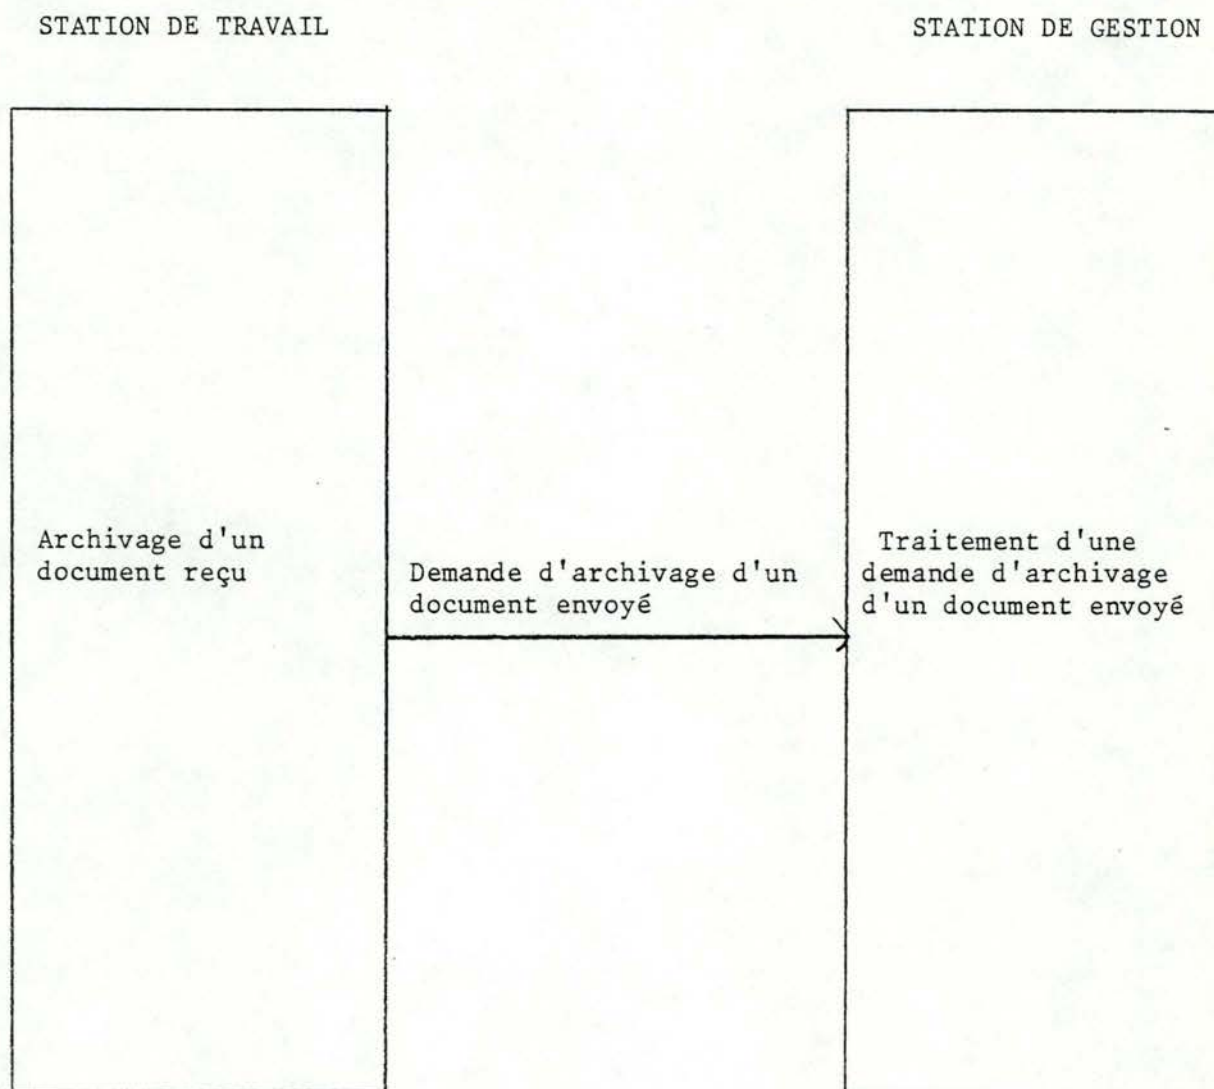 STATION DE TRAVAIL
STATION DE GESTION
Archivage d'un
document reçu
Demande d'archivage d'un
document envoyé
Traitement d'une
demande d'archivage
d'un document envoyé